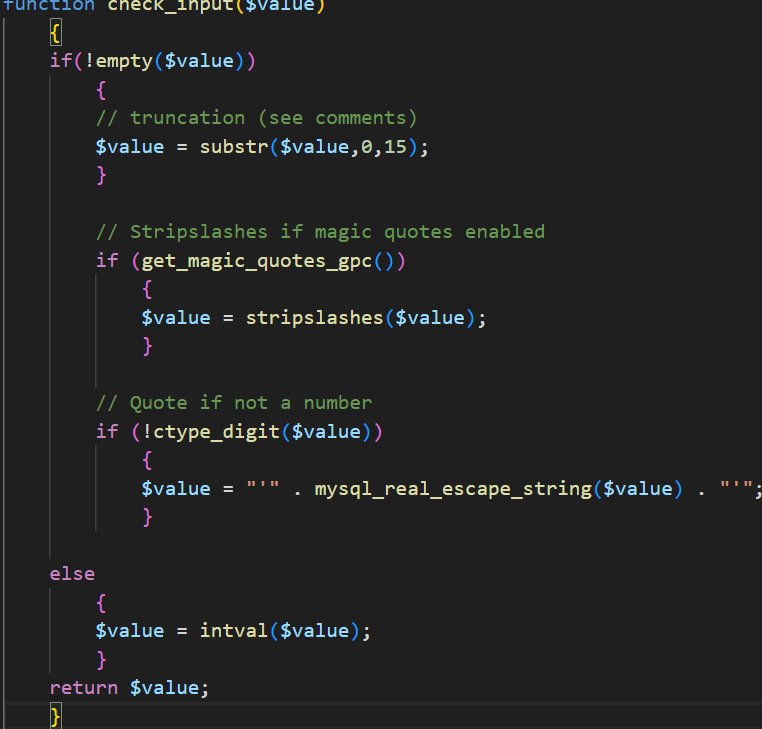 function check_input($value)
{
if(!empty($value))
{
// truncation (see comments)
$value = substr($value,0,15);
}
// Stripslashes if magic quotes enabled
if (get_magic_quotes_gpc())
{
$value = stripslashes($value);
}
// Quote if not a number
if (!ctype_digit($value))
{
$value = "'" . mysql_real_escape_string($value) . "'";
}
else
{
$value = intval($value);
}
return $value;
}